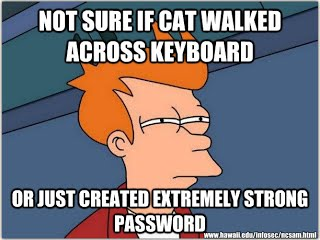 NOT SURE IF CAT WALKED
ACROSS KEYBOARD
OR JUST CREATED EXTREMELY STRONG
PASSWORD
www.hawaii.edu/infosec/ncsam.html